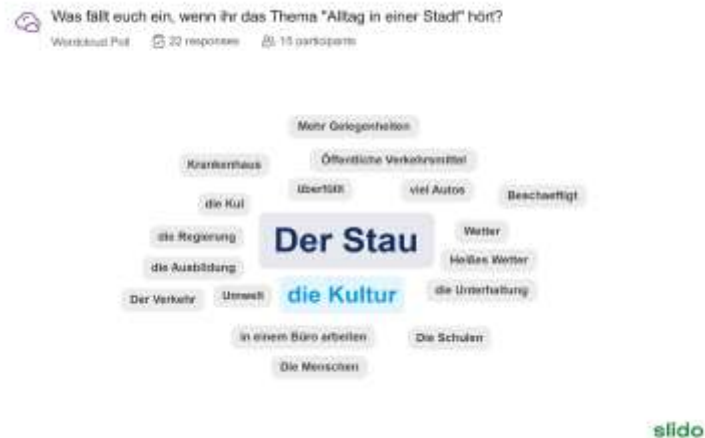 Was fällt euch ein, wenn ihr das Thema "Alltag in einer Stadt" hört?
Wordcloud Poll 22 responses 15 participants
Mehr Gelegenheiten
Krankenhaus Öffentliche Verkehrsmittel
überfüllt viel Autos Beschaeftigt
die Kul
die Regierung Der Stau Wetter
die Ausbildung Heißes Wetter
Der Verkehr Umwelt die Kultur die Unterhaltung
in einem Büro arbeiten Die Schulen
Die Menschen
slido